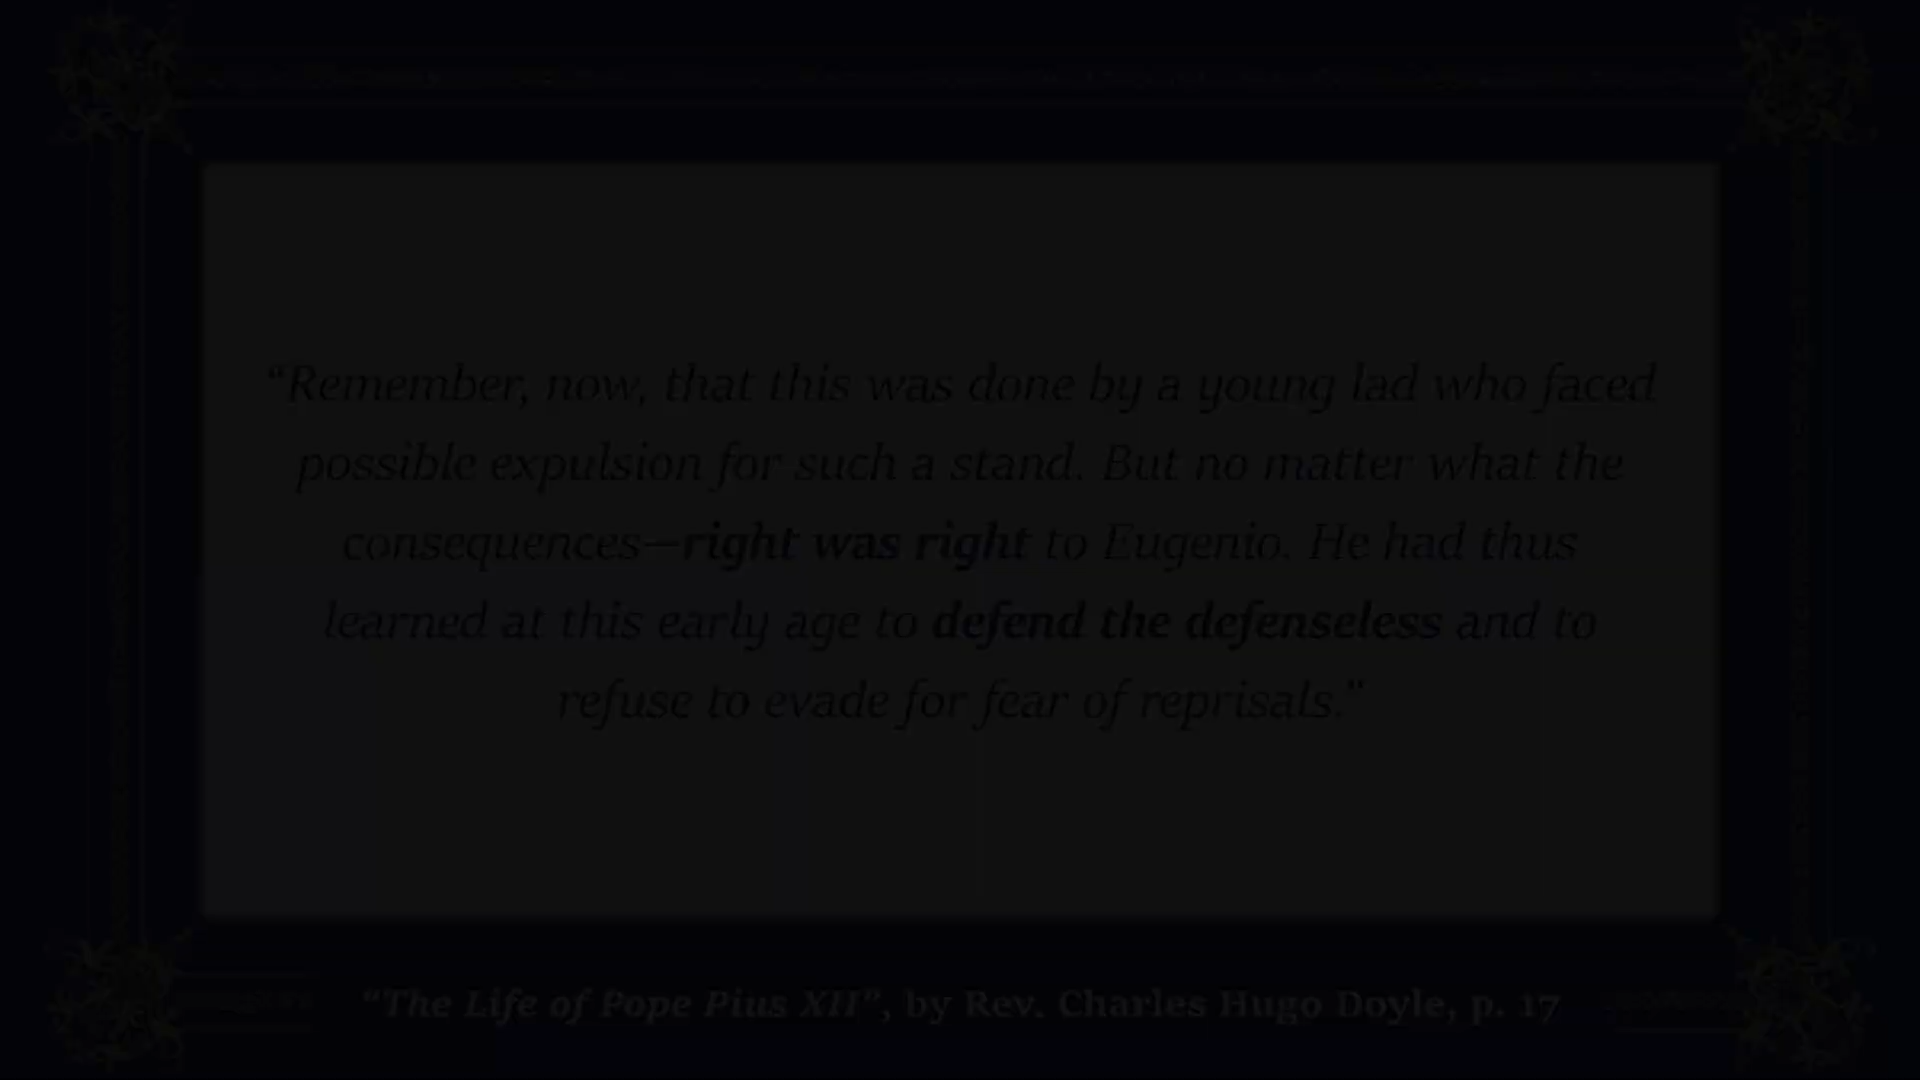 “Remember, now, that this was done by a young lad who faced
possible expulsion for such a stand. But no matter what the
consequences—right was right to Eugenio. He had thus
learned at this early age to defend the defenseless and to
refuse to evade for fear of reprisals.”
“The Life of Pope Pius XII”, by Rev. Charles Hugo Doyle, p. 17